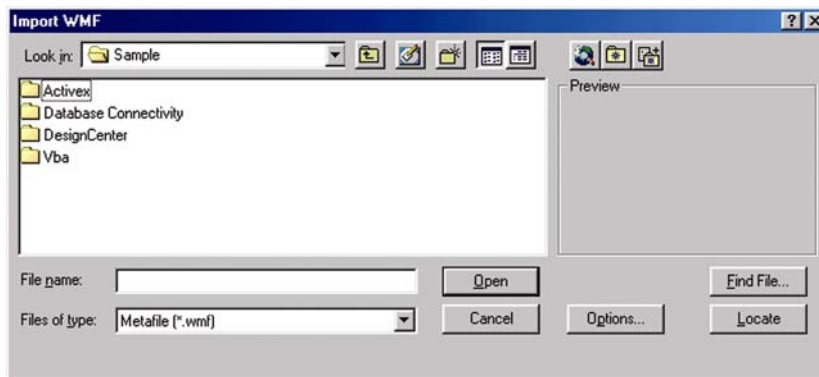 Import WMF
Look in: Sample
Activex
Database Connectivity
DesignCenter
Vba
Preview
File name:
Open
Find File...
Files of type: Metafile (*.wmf)
Cancel
Options...
Locate